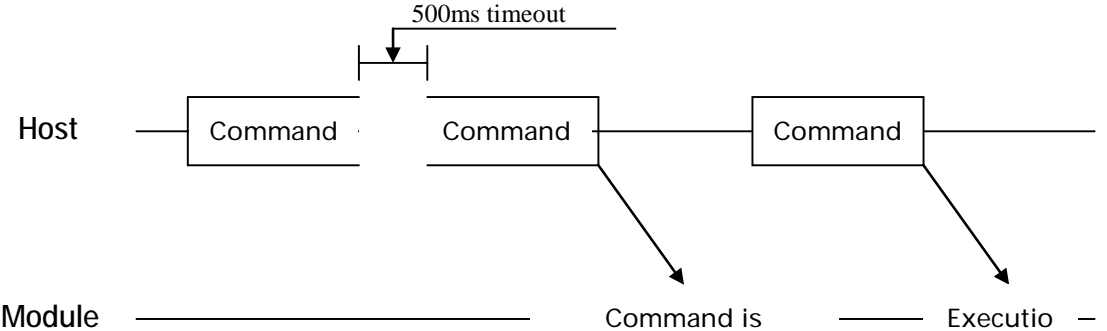 500ms timeout
Host Command Command Command
Module Command is Executio